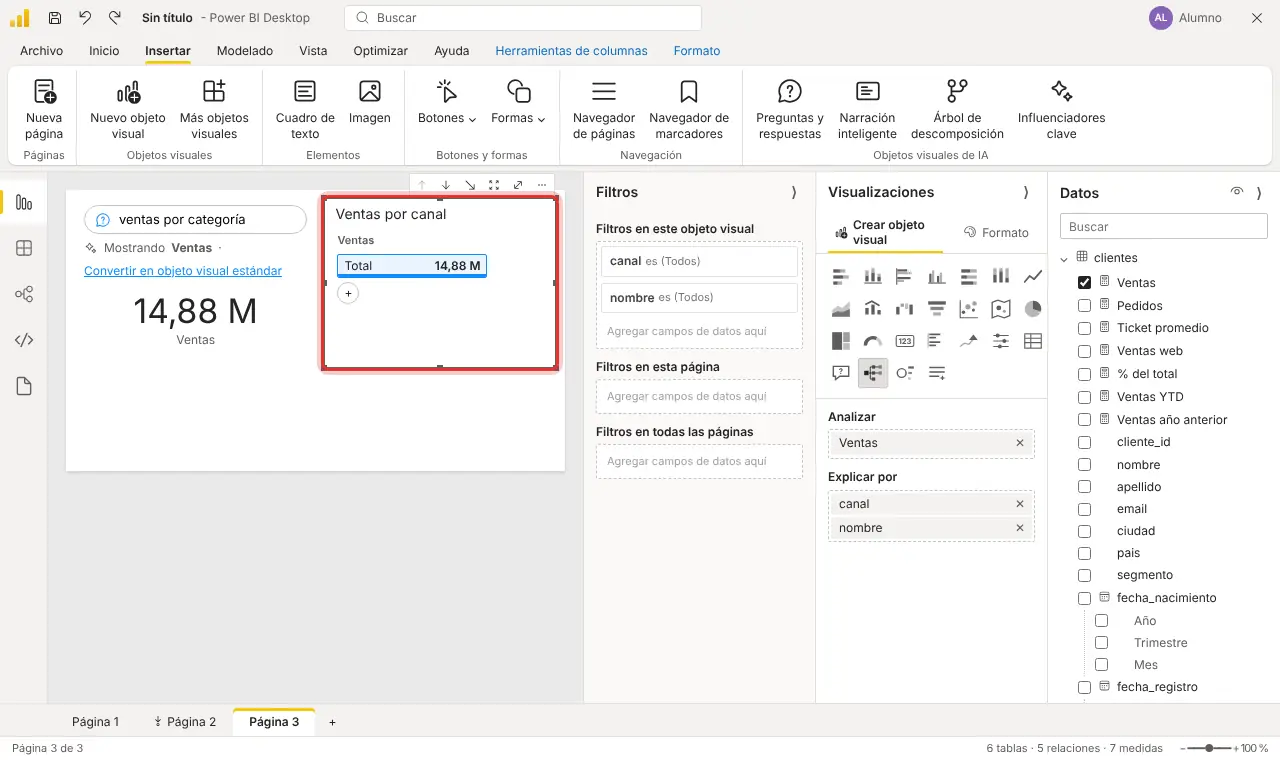 Sin título - Power BI Desktop
Buscar
AL Alumno
Archivo Inicio Insertar Modelado Vista Optimizar Ayuda Herramientas de columnas Formato
Nueva página
Páginas
Nuevo objeto visual
Más objetos visuales
Objetos visuales
Cuadro de texto
Imagen
Elementos
Botones
Formas
Botones y formas
Navegador de páginas
Navegador de marcadores
Navegación
Preguntas y respuestas
Narración inteligente
Árbol de descomposición
Influenciadores clave
Objetos visuales de IA
ventas por categoría
Mostrando Ventas ·
Convertir en objeto visual estándar
14,88 M
Ventas
Ventas por canal
Ventas
Total 14,88 M
+
Filtros
Filtros en este objeto visual
canal es (Todos)
nombre es (Todos)
Agregar campos de datos aquí
Filtros en esta página
Agregar campos de datos aquí
Filtros en todas las páginas
Agregar campos de datos aquí
Visualizaciones
Crear objeto visual
Formato
123
Analizar
Ventas
Explicar por
canal
nombre
Datos
Buscar
clientes
Ventas
Pedidos
Ticket promedio
Ventas web
% del total
Ventas YTD
Ventas año anterior
cliente_id
nombre
apellido
email
ciudad
pais
segmento
fecha_nacimiento
Año
Trimestre
Mes
fecha_registro
Página 1 Página 2 Página 3 +
Página 3 de 3
6 tablas · 5 relaciones · 7 medidas
− + 100 %